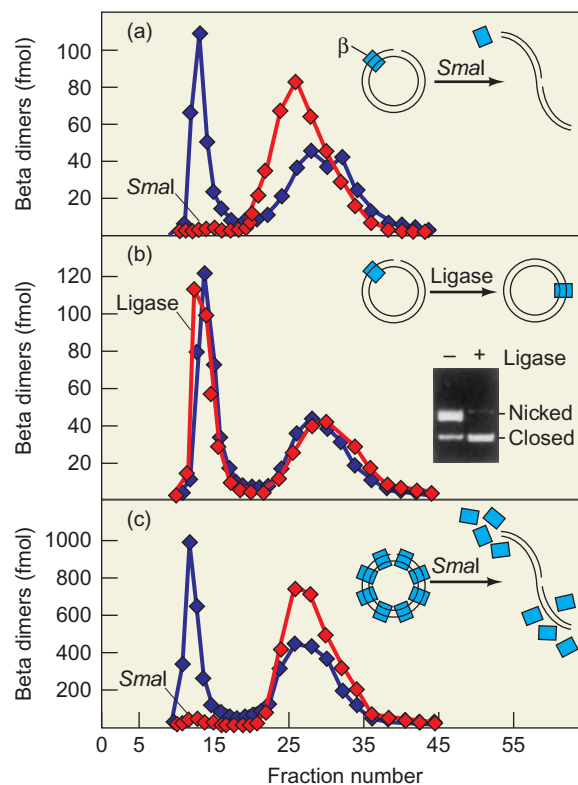 (a)
β
SmaI
Beta dimers (fmol)
100
80
60
40
20
SmaI
(b)
Ligase
Ligase
− + Ligase
Nicked
Closed
Beta dimers (fmol)
120
100
80
60
40
20
(c)
SmaI
Beta dimers (fmol)
1000
800
600
400
200
SmaI
0 5 15 25 35 45 55
Fraction number